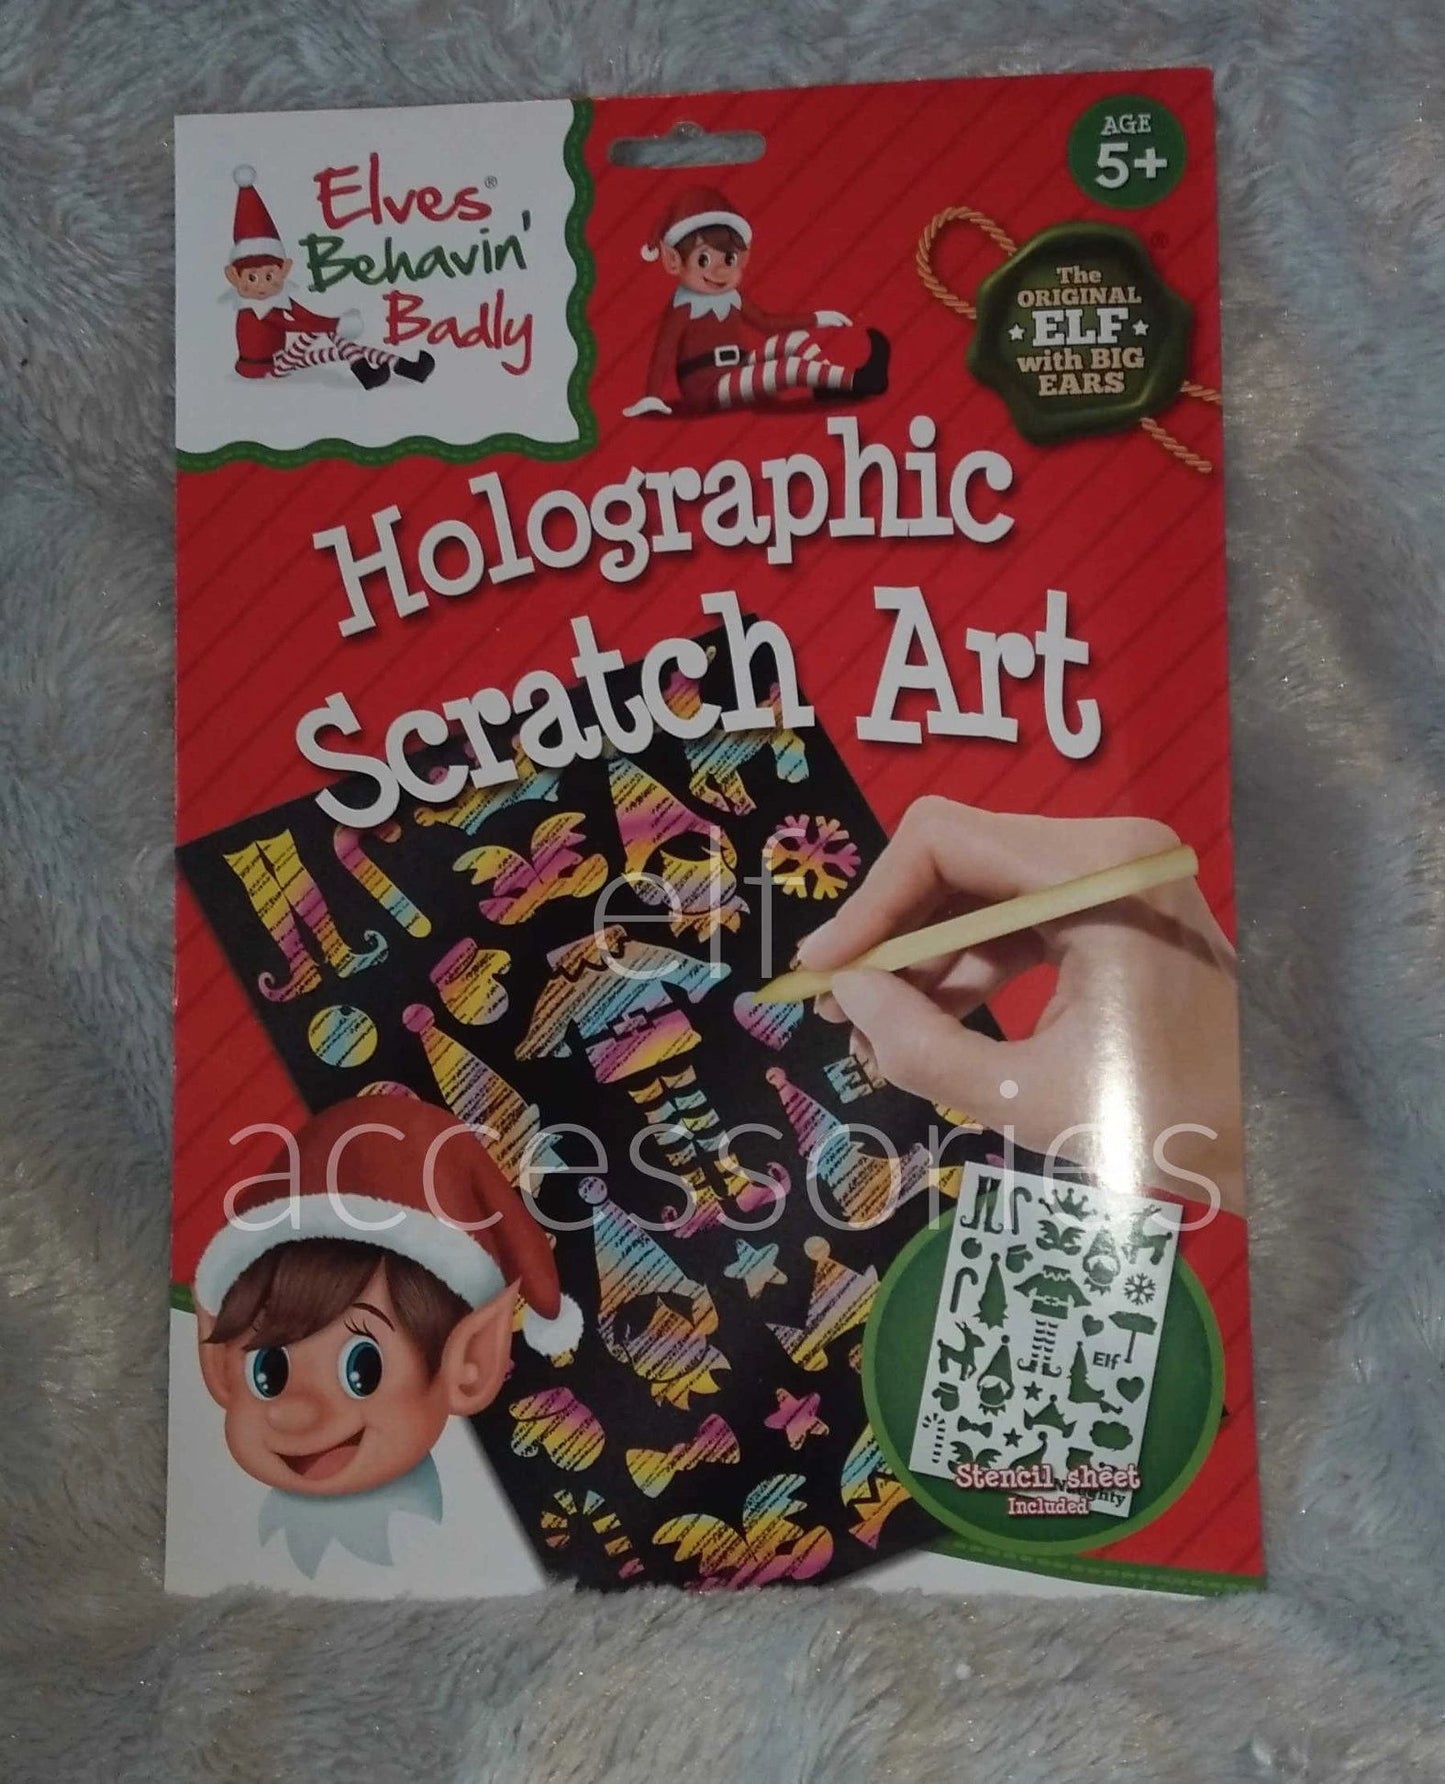 Elves®
Behavin'
Badly
AGE
5+
The
ORIGINAL
ELF
with BIG
EARS
®
Holographic
Scratch Art
elf
accessories
Elf
Stencil sheet
Included
Naughty